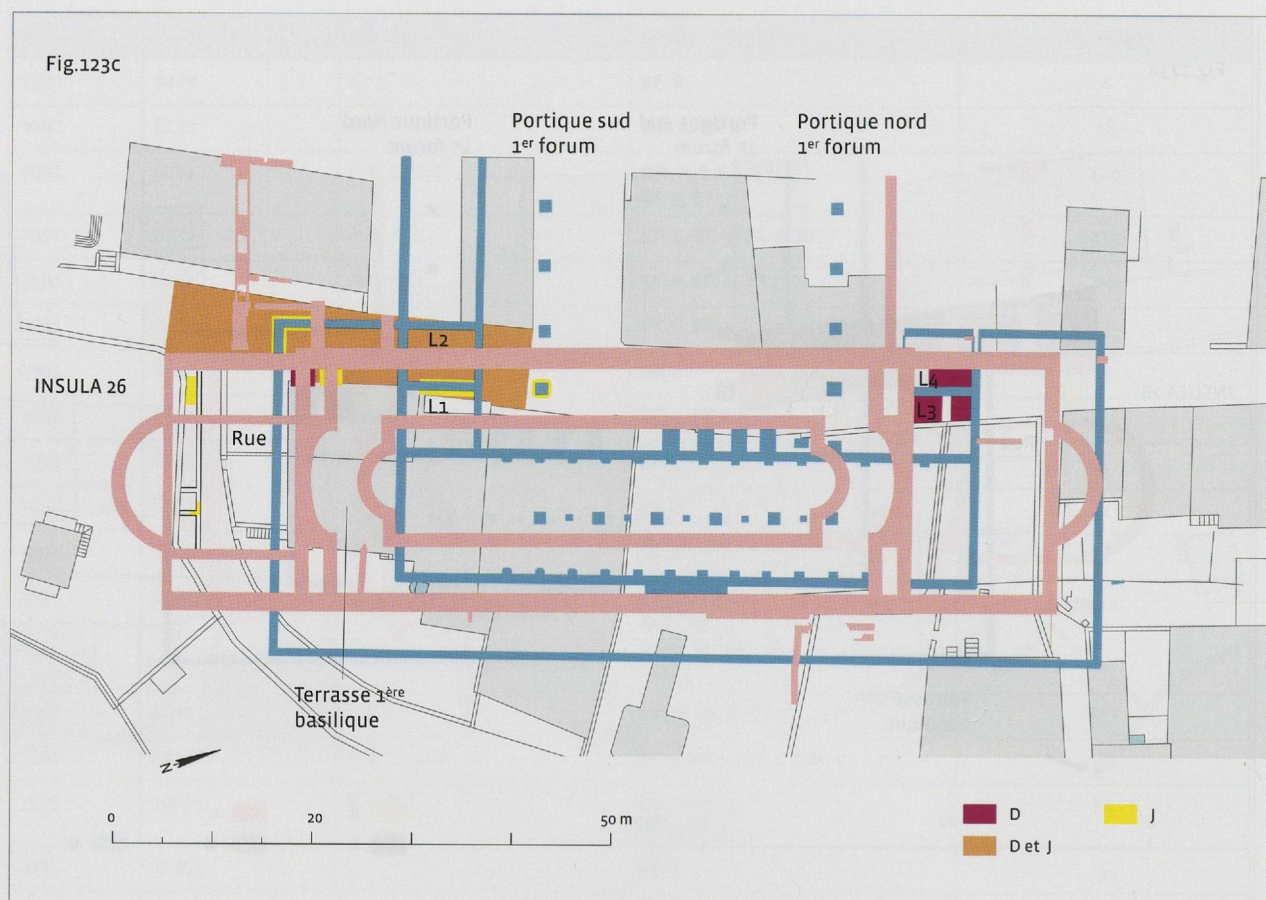 Fig.123c
Portique sud
1er forum
Portique nord
1er forum
L2
INSULA 26
L4
L1
L3
Rue
Terrasse 1ère
basilique
N
0
20
50 m
D
J
D et J